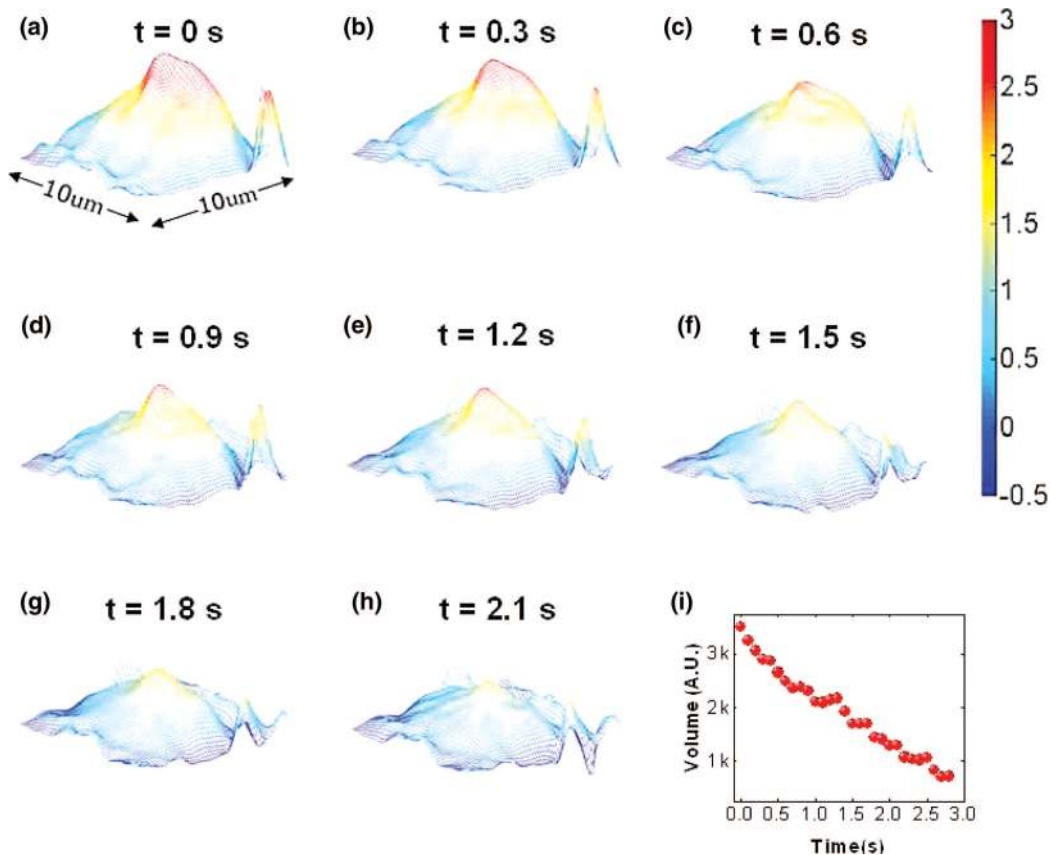 (a) t = 0 s (b) t = 0.3 s (c) t = 0.6 s
10um 10um
(d) t = 0.9 s (e) t = 1.2 s (f) t = 1.5 s
(g) t = 1.8 s (h) t = 2.1 s (i)
3
2.5
2
1.5
1
0.5
0
-0.5
Volume (A.U.)
3k
2k
1k
0.0 0.5 1.0 1.5 2.0 2.5 3.0
Time(s)